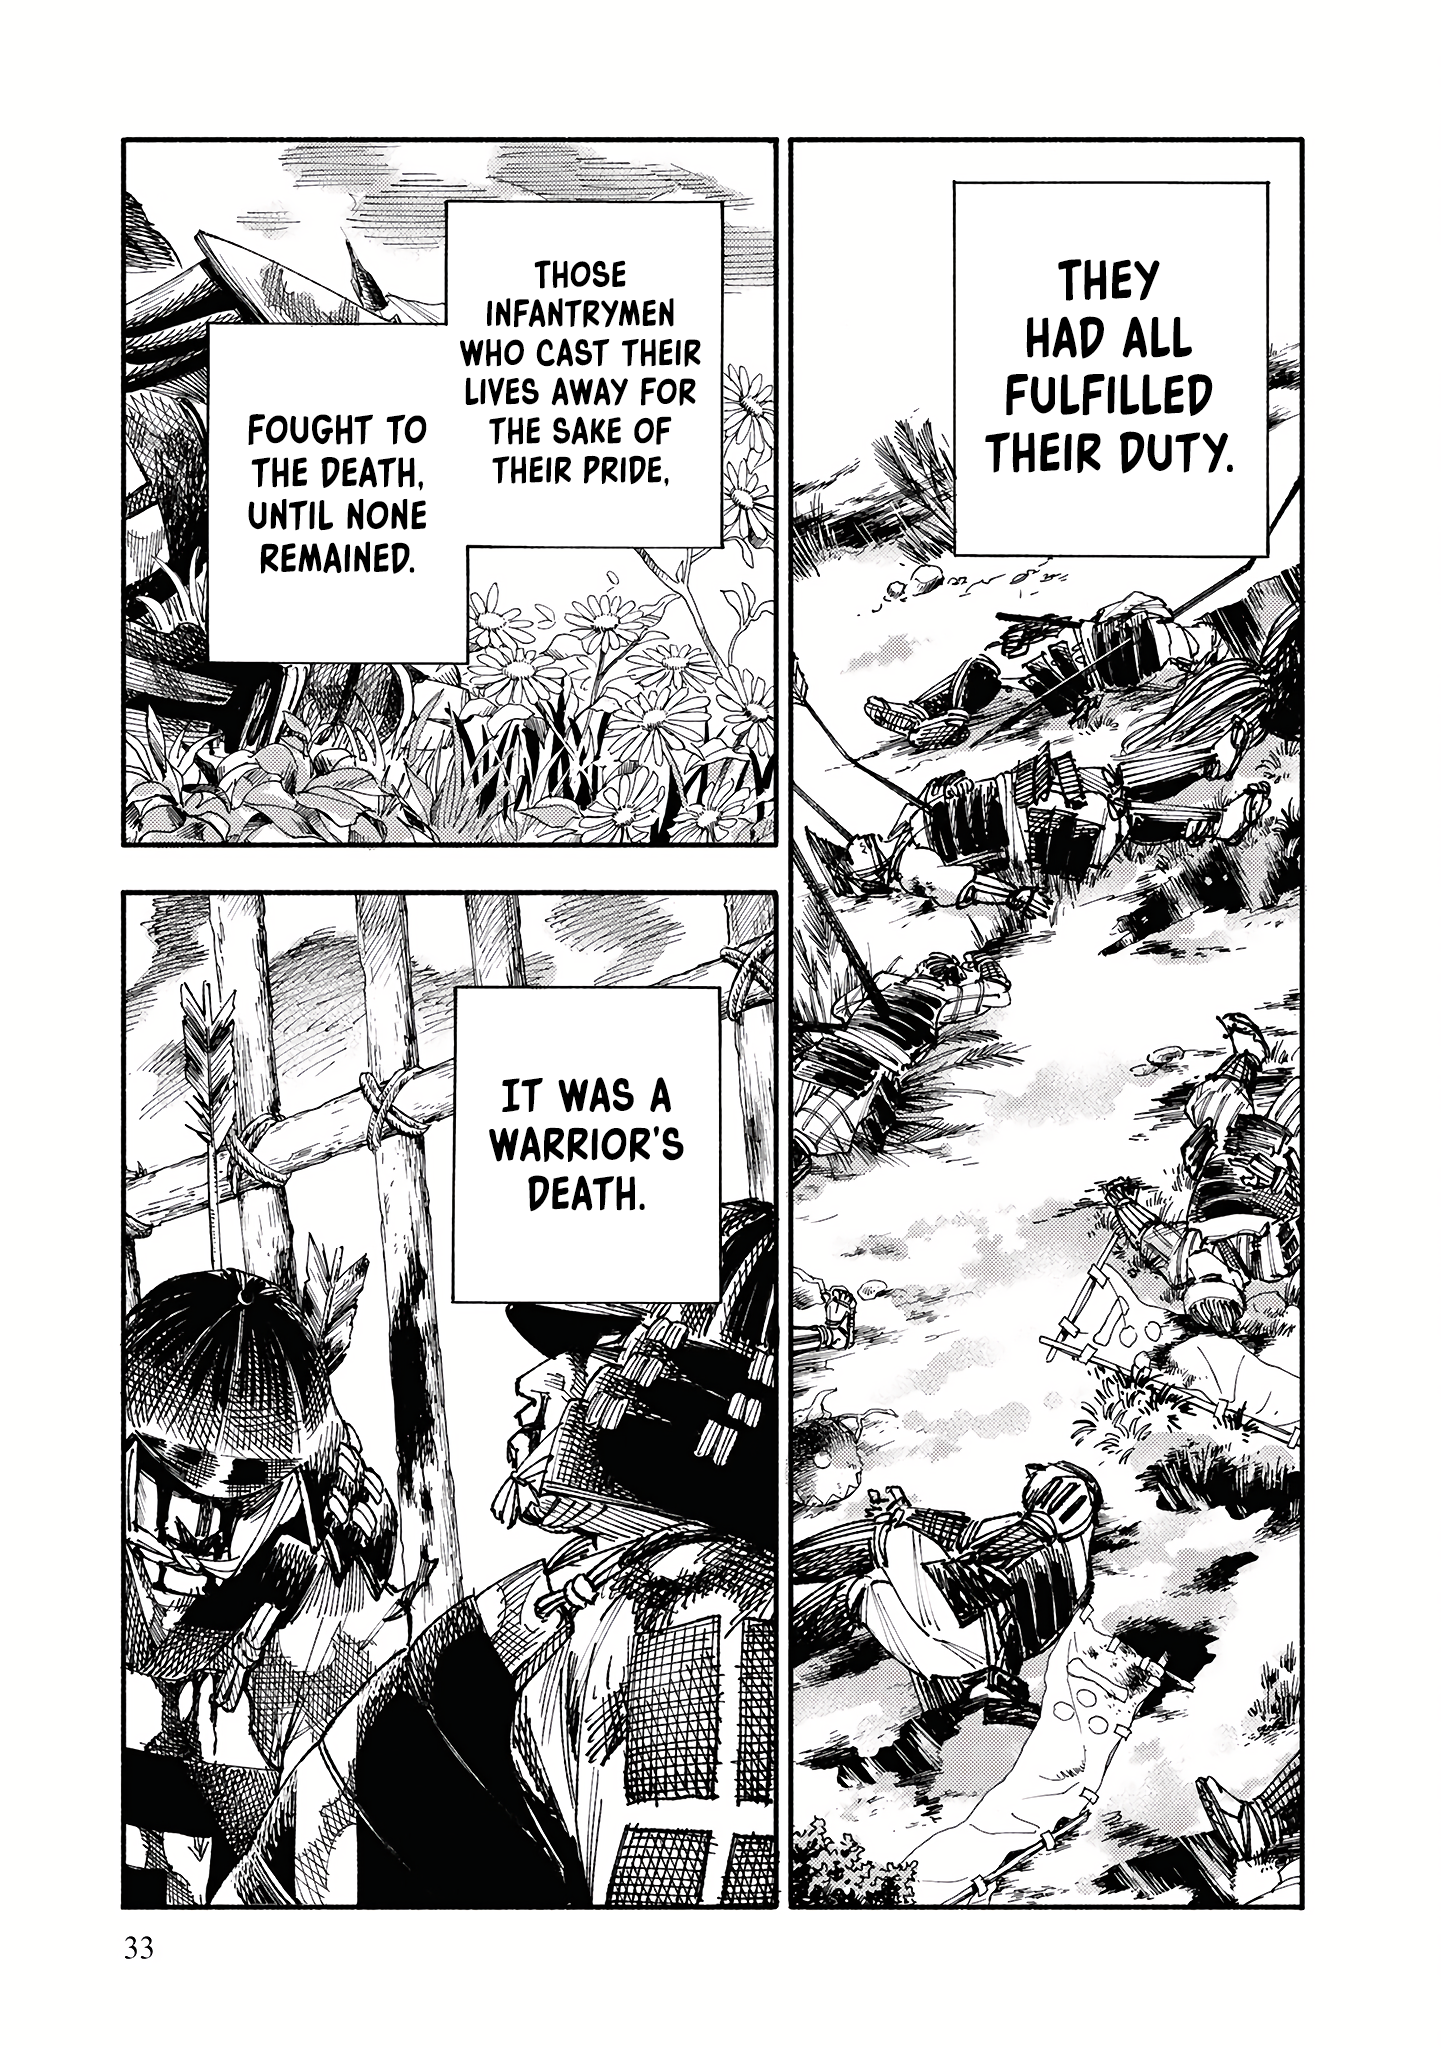 THEY
HAD ALL
FULFILLED
THEIR DUTY.
THOSE
INFANTRYMEN
WHO CAST THEIR
LIVES AWAY FOR
THE SAKE OF
THEIR PRIDE,
FOUGHT TO
THE DEATH,
UNTIL NONE
REMAINED.
IT WAS A
WARRIOR'S
DEATH.
33